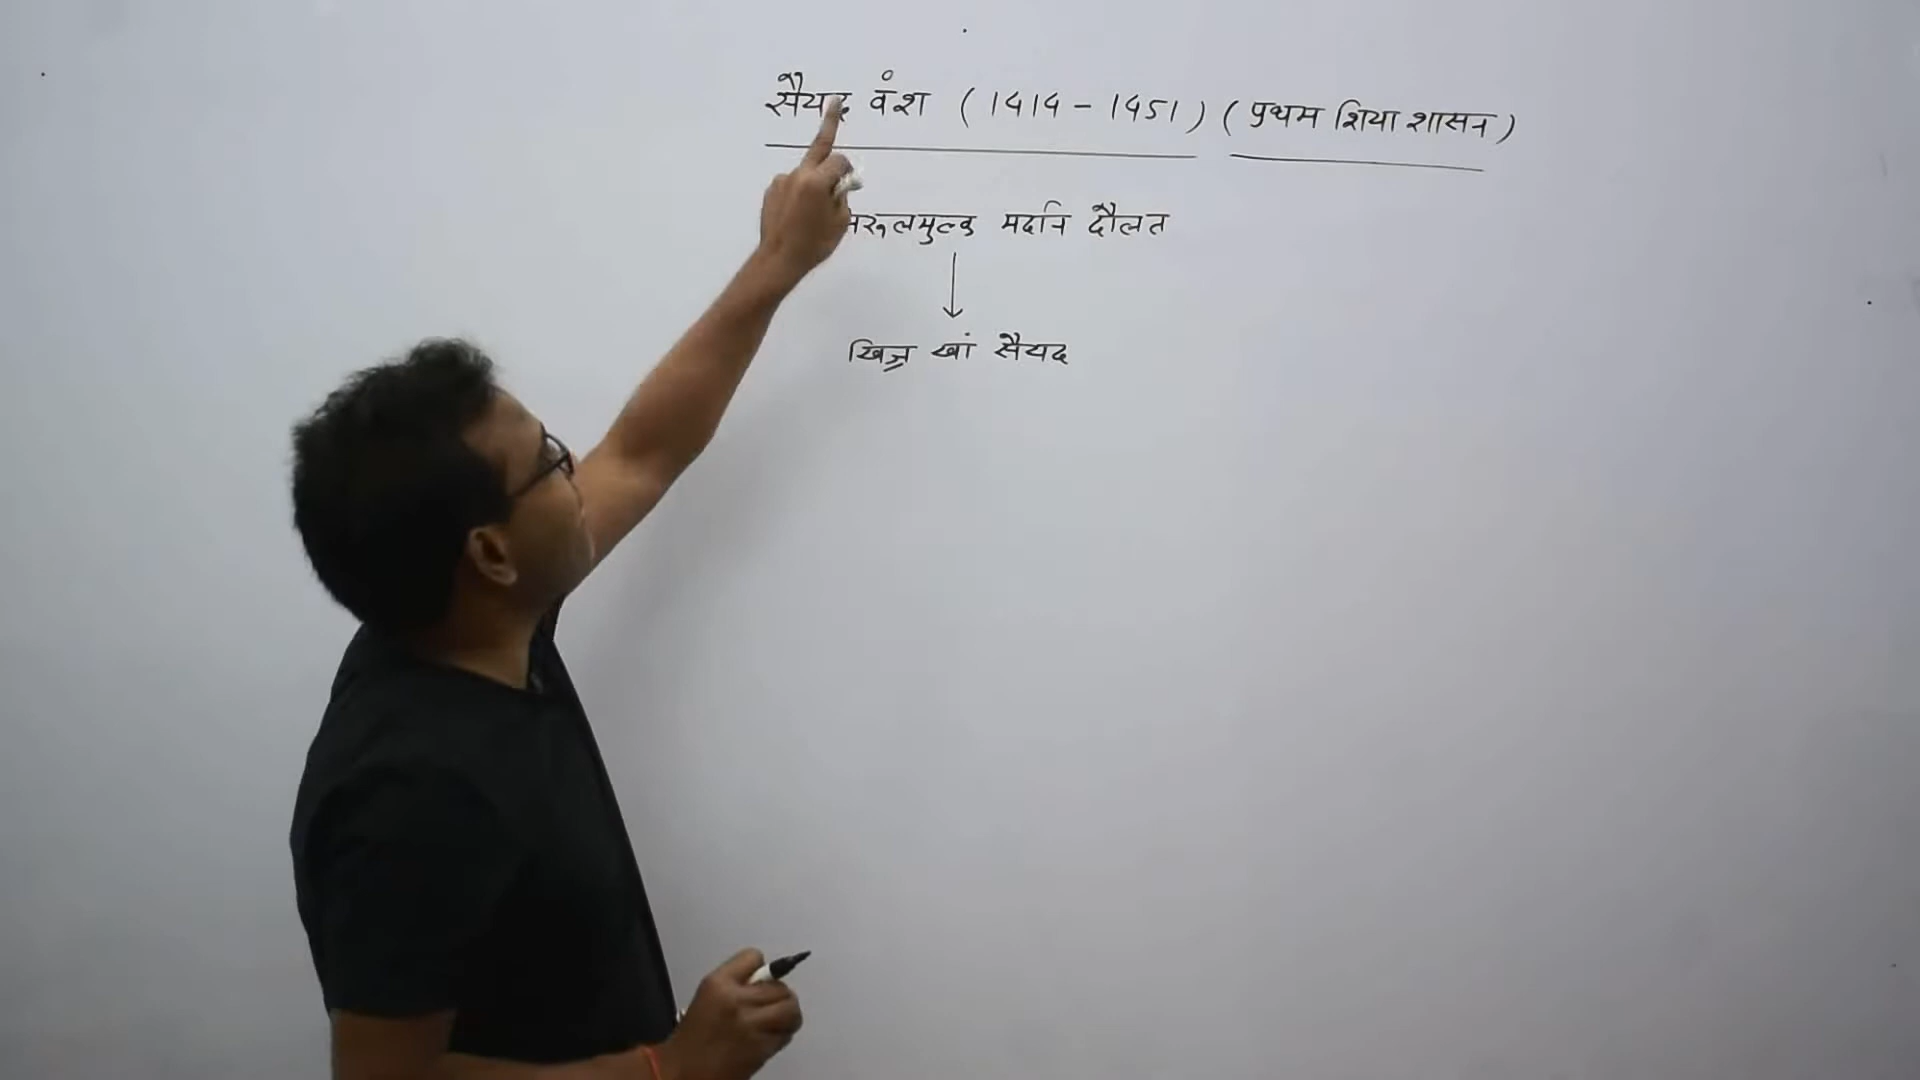 सैयद वंश (1414 - 1451) (प्रथम शिया शासन)
मर्दान दौलत
खिज्र खां सैयद